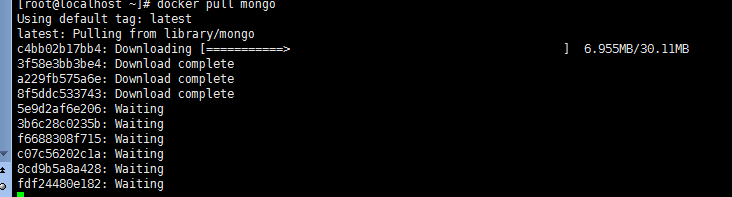 [root@localhost ~]# docker pull mongo
Using default tag: latest
latest: Pulling from library/mongo
c4bb02b17bb4: Downloading [===========>                                       ]  6.955MB/30.11MB
3f58e3bb3be4: Download complete
a229fb575a6e: Download complete
8f5ddc533743: Download complete
5e9d2af6e206: Waiting
3b6c28c0235b: Waiting
f6688308f715: Waiting
c07c56202c1a: Waiting
8cd9b5a8a428: Waiting
fdf24480e182: Waiting